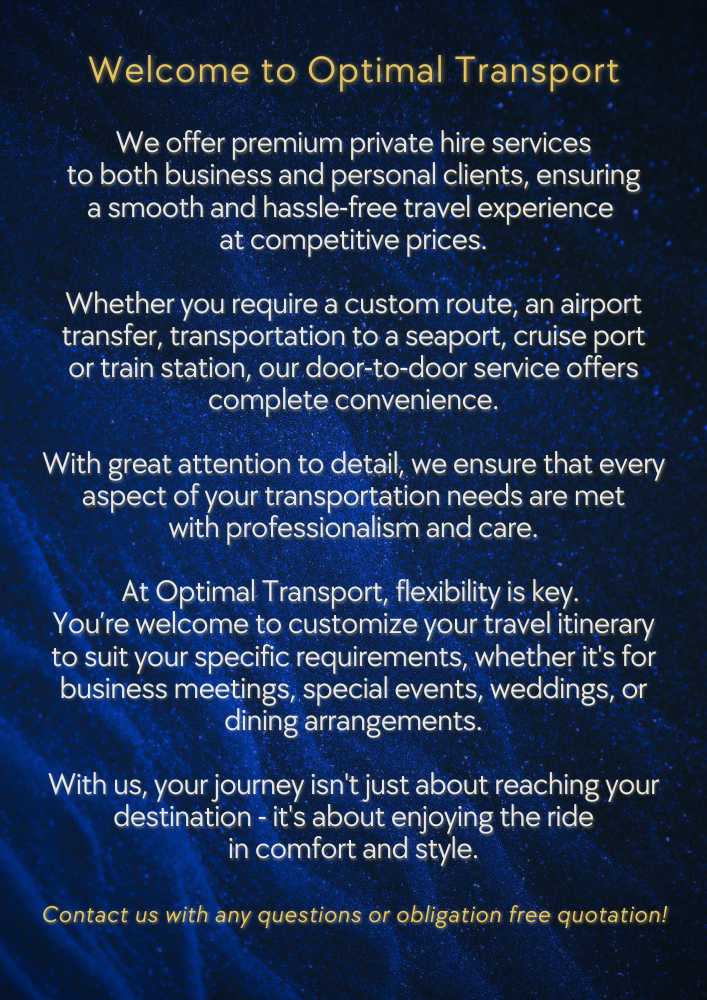 Welcome to Optimal Transport
We offer premium private hire services
to both business and personal clients, ensuring
a smooth and hassle-free travel experience
at competitive prices.
Whether you require a custom route, an airport
transfer, transportation to a seaport, cruise port
or train station, our door-to-door service offers
complete convenience.
With great attention to detail, we ensure that every
aspect of your transportation needs are met
with professionalism and care.
At Optimal Transport, flexibility is key.
You’re welcome to customize your travel itinerary
to suit your specific requirements, whether it's for
business meetings, special events, weddings, or
dining arrangements.
With us, your journey isn't just about reaching your
destination - it's about enjoying the ride
in comfort and style.
Contact us with any questions or obligation free quotation!